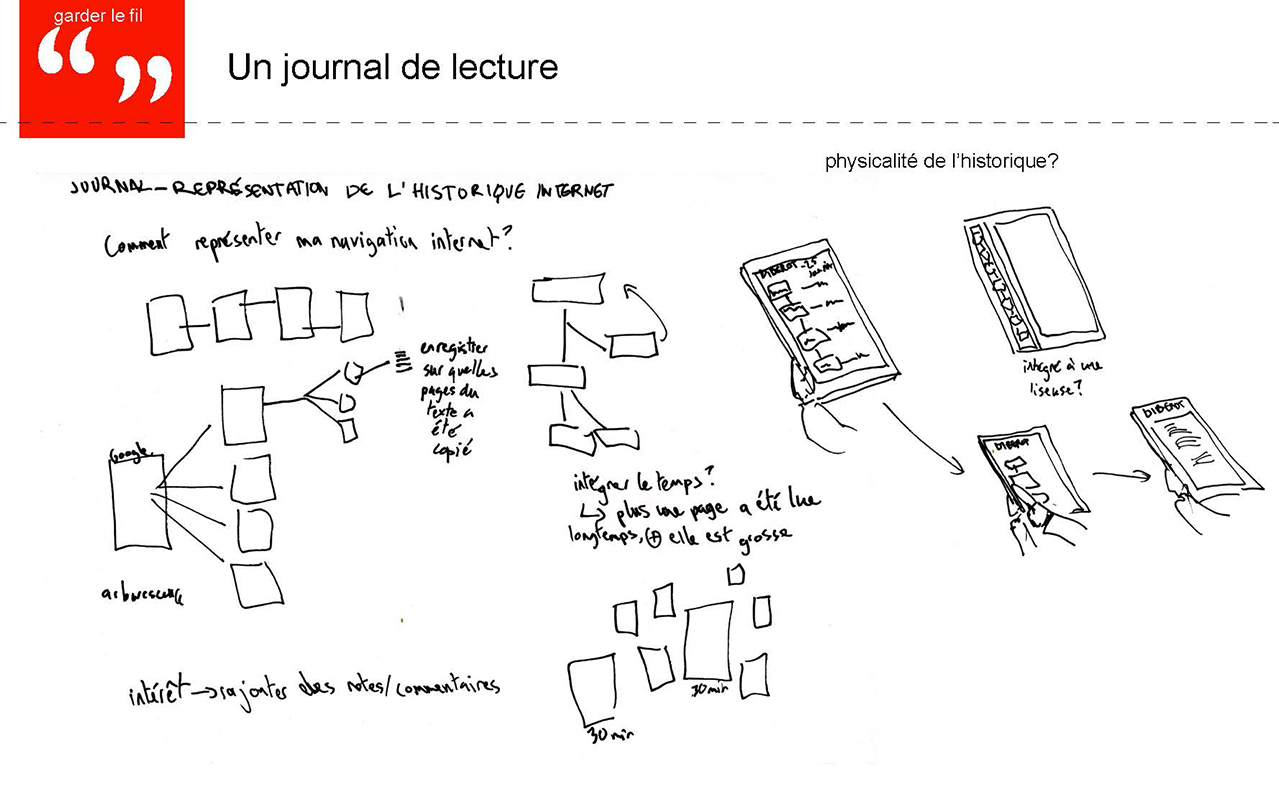 garder le fil
“ ”
Un journal de lecture
physicalité de l'historique?
JOURNAL - REPRÉSENTATION DE L'HISTORIQUE INTERNET
Comment représenter ma navigation internet?
enregistrer
sur quelles
pages du
texte a
été
copié
Google
arborescence
intégrer le temps?
↳ plus une page a été lue
longtemps, ⊕ elle est grosse
30 min
30 min
intérêt → rajouter des notes/commentaires
DIDEROT - 25
intégré à une
liseuse?
DIDEROT
DIDEROT